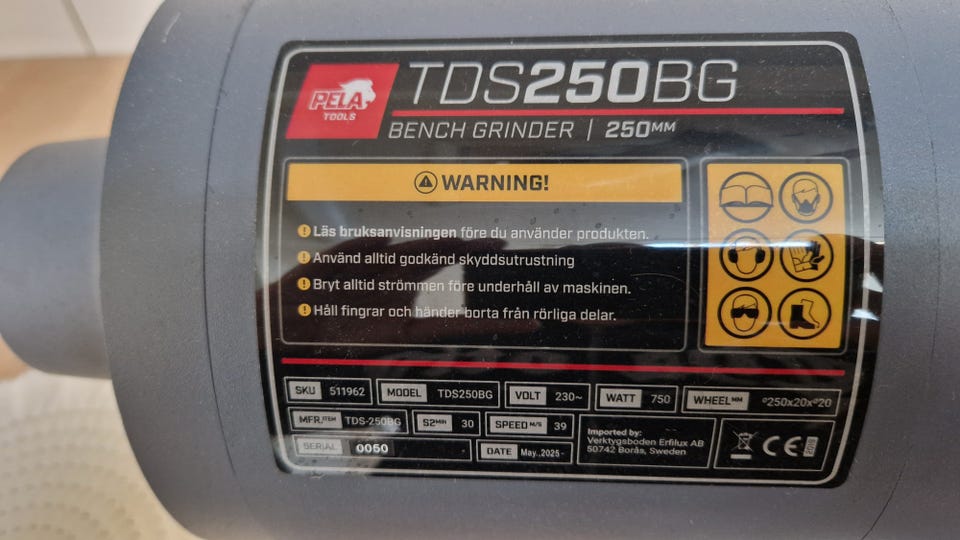 PELA
TOOLS
TDS250BG
BENCH GRINDER | 250MM
WARNING!
Läs bruksanvisningen före du använder produkten.
Använd alltid godkänd skyddsutrustning
Bryt alltid strömmen före underhåll av maskinen.
Håll fingrar och händer borta från rörliga delar.
SKU 511962 MODEL TDS250BG VOLT 230~ WATT 750 WHEEL MM ø250x20xø20
MFR. ITEM TDS-250BG S2 MIN 30 SPEED M/S 39
SERIAL 0050 DATE May..2025-
Imported by:
Verktygsboden Erfilux AB
50742 Borås, Sweden
CE